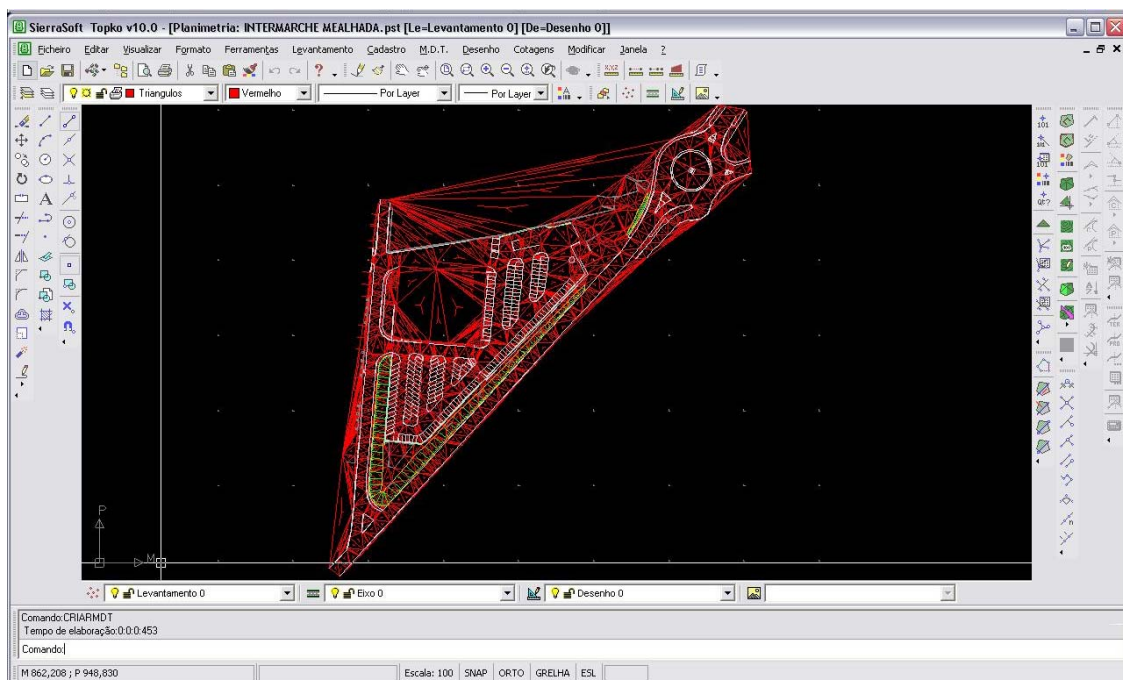 SierraSoft Topko v10.0 - [Planimetria: INTERMARCHE MEALHADA.pst [Le=Levantamento 0] [De=Desenho 0]]
Ficheiro Editar Visualizar Formato Ferramentas Levantamento Cadastro M.D.T. Desenho Cotagens Modificar Janela ?
Triangulos Vermelho Por Layer Por Layer
P
M
Levantamento 0 Eixo 0 Desenho 0
Comando:CRIARMDT
Tempo de elaboração:0:0:0:453
Comando:
M 862,208 ; P 948,830 Escala: 100 SNAP ORTO GRELHA ESL